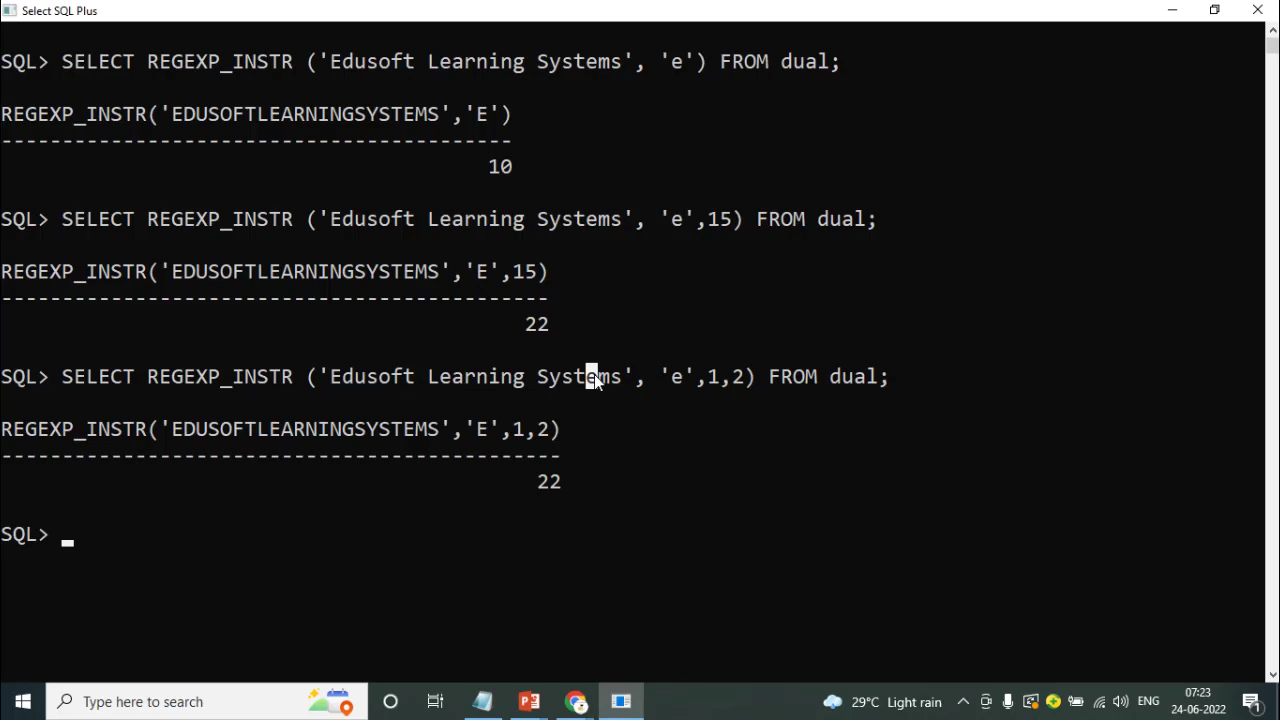 Select SQL Plus
SQL> SELECT REGEXP_INSTR ('Edusoft Learning Systems', 'e') FROM dual;
REGEXP_INSTR('EDUSOFTLEARNINGSYSTEMS','E')
------------------------------------------
10
SQL> SELECT REGEXP_INSTR ('Edusoft Learning Systems', 'e',15) FROM dual;
REGEXP_INSTR('EDUSOFTLEARNINGSYSTEMS','E',15)
---------------------------------------------
22
SQL> SELECT REGEXP_INSTR ('Edusoft Learning Systems', 'e',1,2) FROM dual;
REGEXP_INSTR('EDUSOFTLEARNINGSYSTEMS','E',1,2)
----------------------------------------------
22
SQL> _
Type here to search
29°C Light rain
ENG
07:23
24-06-2022
1